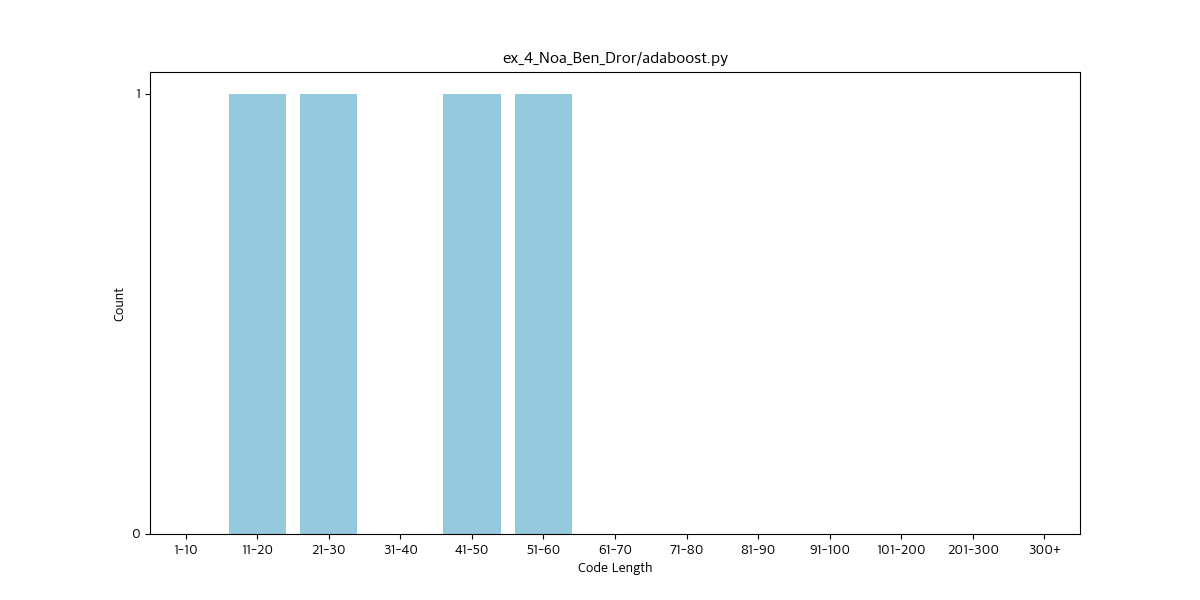 ex_4_Noa_Ben_Dror/adaboost.py
1
Count
0
1-10 11-20 21-30 31-40 41-50 51-60 61-70 71-80 81-90 91-100 101-200 201-300 300+
Code Length